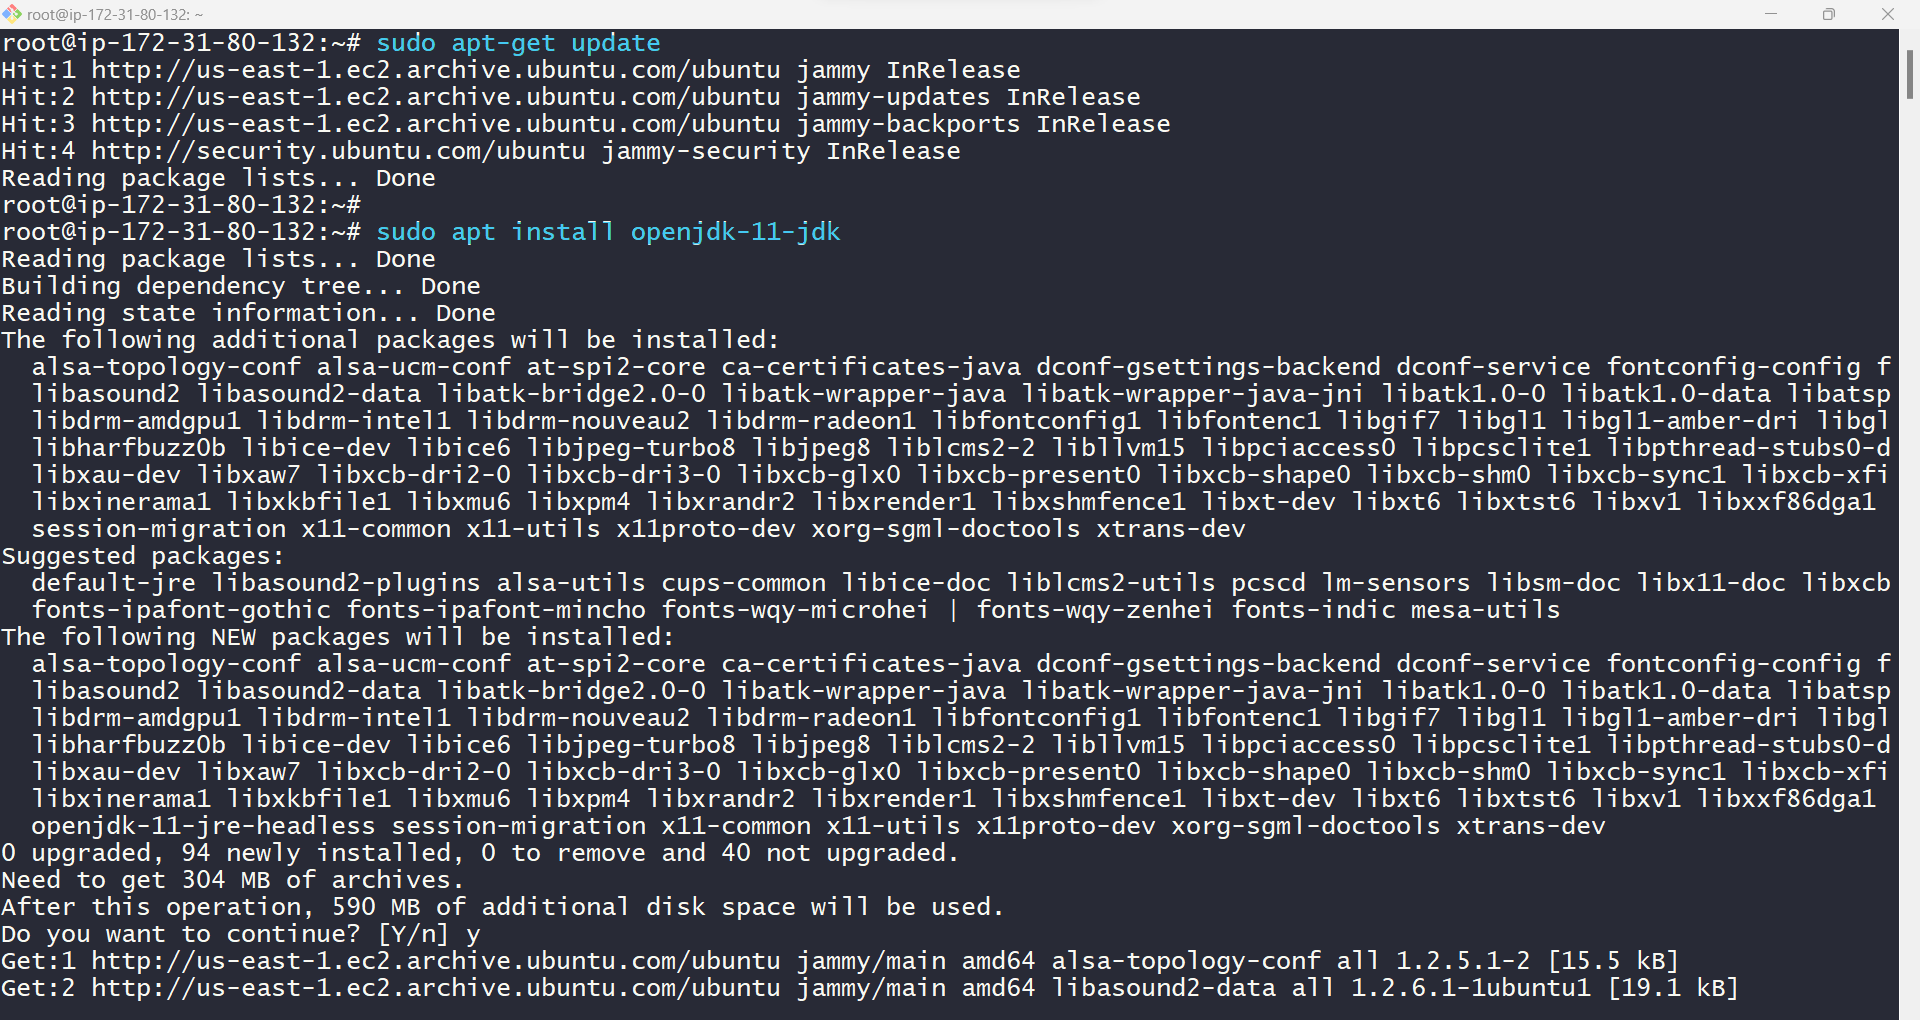 root@ip-172-31-80-132: ~
root@ip-172-31-80-132:~# sudo apt-get update
Hit:1 http://us-east-1.ec2.archive.ubuntu.com/ubuntu jammy InRelease
Hit:2 http://us-east-1.ec2.archive.ubuntu.com/ubuntu jammy-updates InRelease
Hit:3 http://us-east-1.ec2.archive.ubuntu.com/ubuntu jammy-backports InRelease
Hit:4 http://security.ubuntu.com/ubuntu jammy-security InRelease
Reading package lists... Done
root@ip-172-31-80-132:~#
root@ip-172-31-80-132:~# sudo apt install openjdk-11-jdk
Reading package lists... Done
Building dependency tree... Done
Reading state information... Done
The following additional packages will be installed:
  alsa-topology-conf alsa-ucm-conf at-spi2-core ca-certificates-java dconf-gsettings-backend dconf-service fontconfig-config f
  libasound2 libasound2-data libatk-bridge2.0-0 libatk-wrapper-java libatk-wrapper-java-jni libatk1.0-0 libatk1.0-data libatsp
  libdrm-amdgpu1 libdrm-intel1 libdrm-nouveau2 libdrm-radeon1 libfontconfig1 libfontenc1 libgif7 libgl1 libgl1-amber-dri libgl
  libharfbuzz0b libice-dev libice6 libjpeg-turbo8 libjpeg8 liblcms2-2 libllvm15 libpciaccess0 libpcsclite1 libpthread-stubs0-d
  libxau-dev libxaw7 libxcb-dri2-0 libxcb-dri3-0 libxcb-glx0 libxcb-present0 libxcb-shape0 libxcb-shm0 libxcb-sync1 libxcb-xfi
  libxinerama1 libxkbfile1 libxmu6 libxpm4 libxrandr2 libxrender1 libxshmfence1 libxt-dev libxt6 libxtst6 libxv1 libxxf86dga1
  session-migration x11-common x11-utils x11proto-dev xorg-sgml-doctools xtrans-dev
Suggested packages:
  default-jre libasound2-plugins alsa-utils cups-common libice-doc liblcms2-utils pcscd lm-sensors libsm-doc libx11-doc libxcb
  fonts-ipafont-gothic fonts-ipafont-mincho fonts-wqy-microhei | fonts-wqy-zenhei fonts-indic mesa-utils
The following NEW packages will be installed:
  alsa-topology-conf alsa-ucm-conf at-spi2-core ca-certificates-java dconf-gsettings-backend dconf-service fontconfig-config f
  libasound2 libasound2-data libatk-bridge2.0-0 libatk-wrapper-java libatk-wrapper-java-jni libatk1.0-0 libatk1.0-data libatsp
  libdrm-amdgpu1 libdrm-intel1 libdrm-nouveau2 libdrm-radeon1 libfontconfig1 libfontenc1 libgif7 libgl1 libgl1-amber-dri libgl
  libharfbuzz0b libice-dev libice6 libjpeg-turbo8 libjpeg8 liblcms2-2 libllvm15 libpciaccess0 libpcsclite1 libpthread-stubs0-d
  libxau-dev libxaw7 libxcb-dri2-0 libxcb-dri3-0 libxcb-glx0 libxcb-present0 libxcb-shape0 libxcb-shm0 libxcb-sync1 libxcb-xfi
  libxinerama1 libxkbfile1 libxmu6 libxpm4 libxrandr2 libxrender1 libxshmfence1 libxt-dev libxt6 libxtst6 libxv1 libxxf86dga1
  openjdk-11-jre-headless session-migration x11-common x11-utils x11proto-dev xorg-sgml-doctools xtrans-dev
0 upgraded, 94 newly installed, 0 to remove and 40 not upgraded.
Need to get 304 MB of archives.
After this operation, 590 MB of additional disk space will be used.
Do you want to continue? [Y/n] y
Get:1 http://us-east-1.ec2.archive.ubuntu.com/ubuntu jammy/main amd64 alsa-topology-conf all 1.2.5.1-2 [15.5 kB]
Get:2 http://us-east-1.ec2.archive.ubuntu.com/ubuntu jammy/main amd64 libasound2-data all 1.2.6.1-1ubuntu1 [19.1 kB]